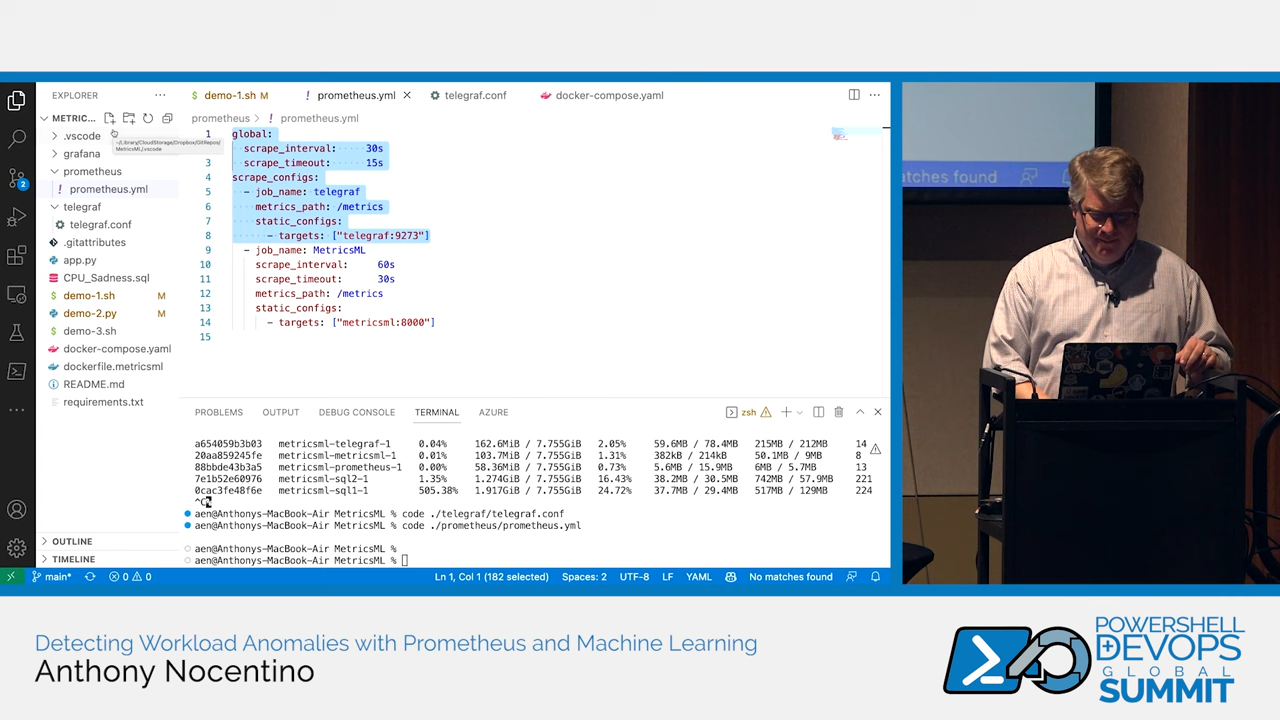 EXPLORER
METRIC...
.vscode
~/Library/CloudStorage/Dropbox/GitRepos/
MetricsML/.vscode
grafana
prometheus
! prometheus.yml
telegraf
telegraf.conf
.gitattributes
app.py
CPU_Sadness.sql
demo-1.sh M
demo-2.py M
demo-3.sh
docker-compose.yaml
dockerfile.metricsml
README.md
requirements.txt
OUTLINE
TIMELINE
2
$ demo-1.sh M
! prometheus.yml
telegraf.conf
docker-compose.yaml
prometheus > ! prometheus.yml
1 global:
2 scrape_interval: 30s
3 scrape_timeout: 15s
4 scrape_configs:
5 - job_name: telegraf
6 metrics_path: /metrics
7 static_configs:
8 - targets: ["telegraf:9273"]
9 - job_name: MetricsML
10 scrape_interval: 60s
11 scrape_timeout: 30s
12 metrics_path: /metrics
13 static_configs:
14 - targets: ["metricsml:8000"]
15
PROBLEMS OUTPUT DEBUG CONSOLE TERMINAL AZURE
zsh
a654059b3b03 metricsml-telegraf-1 0.04% 162.6MiB / 7.755GiB 2.05% 59.6MB / 78.4MB 215MB / 212MB 14
20aa859245fe metricsml-metricsml-1 0.01% 103.7MiB / 7.755GiB 1.31% 382kB / 214kB 50.1MB / 9MB 8
88bbde43b3a5 metricsml-prometheus-1 0.00% 58.36MiB / 7.755GiB 0.73% 5.6MB / 15.9MB 6MB / 5.7MB 13
7e1b52e60976 metricsml-sql2-1 1.35% 1.274GiB / 7.755GiB 16.43% 38.2MB / 30.5MB 742MB / 57.9MB 221
0cac3fe48f6e metricsml-sql1-1 505.38% 1.917GiB / 7.755GiB 24.72% 37.7MB / 29.4MB 517MB / 129MB 224
^C
aen@Anthonys-MacBook-Air MetricsML % code ./telegraf/telegraf.conf
aen@Anthonys-MacBook-Air MetricsML % code ./prometheus/prometheus.yml
aen@Anthonys-MacBook-Air MetricsML %
aen@Anthonys-MacBook-Air MetricsML %
main* 0 0 Ln 1, Col 1 (182 selected) Spaces: 2 UTF-8 LF YAML No matches found
atches found
Detecting Workload Anomalies with Prometheus and Machine Learning
Anthony Nocentino
POWERSHELL
DEVOPS
GLOBAL
SUMMIT